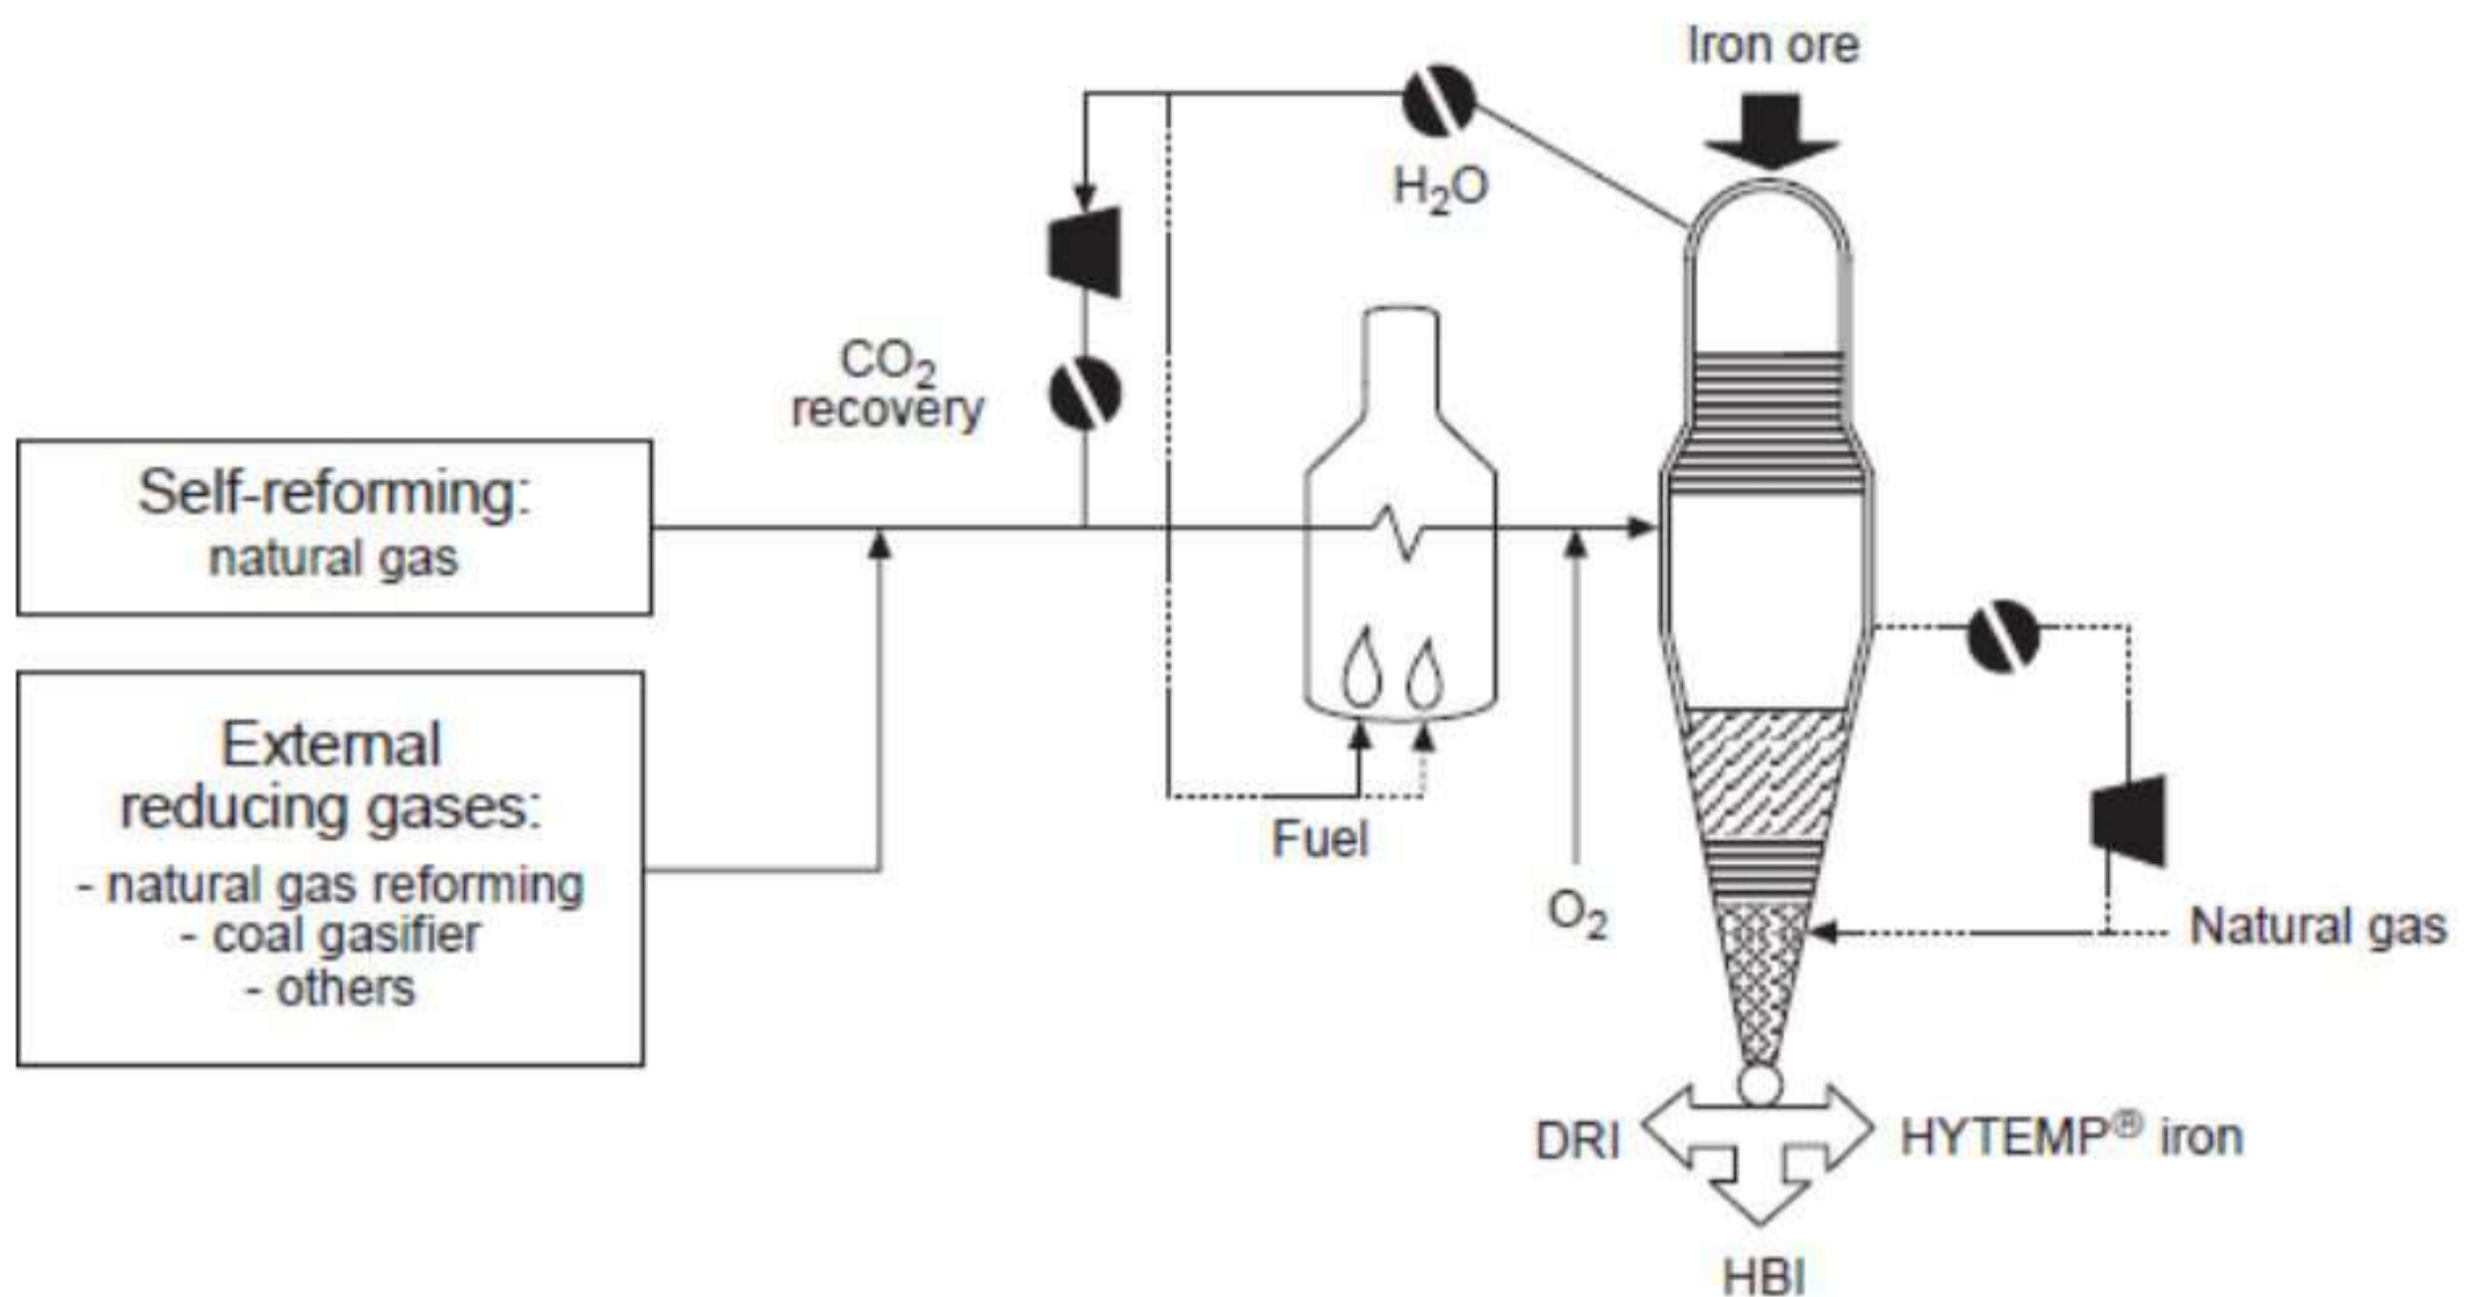 Iron ore
H₂O
CO₂
recovery
Self-reforming:
natural gas
External
reducing gases:
- natural gas reforming
- coal gasifier
- others
Fuel
O₂
Natural gas
DRI
HYTEMP® iron
HBI